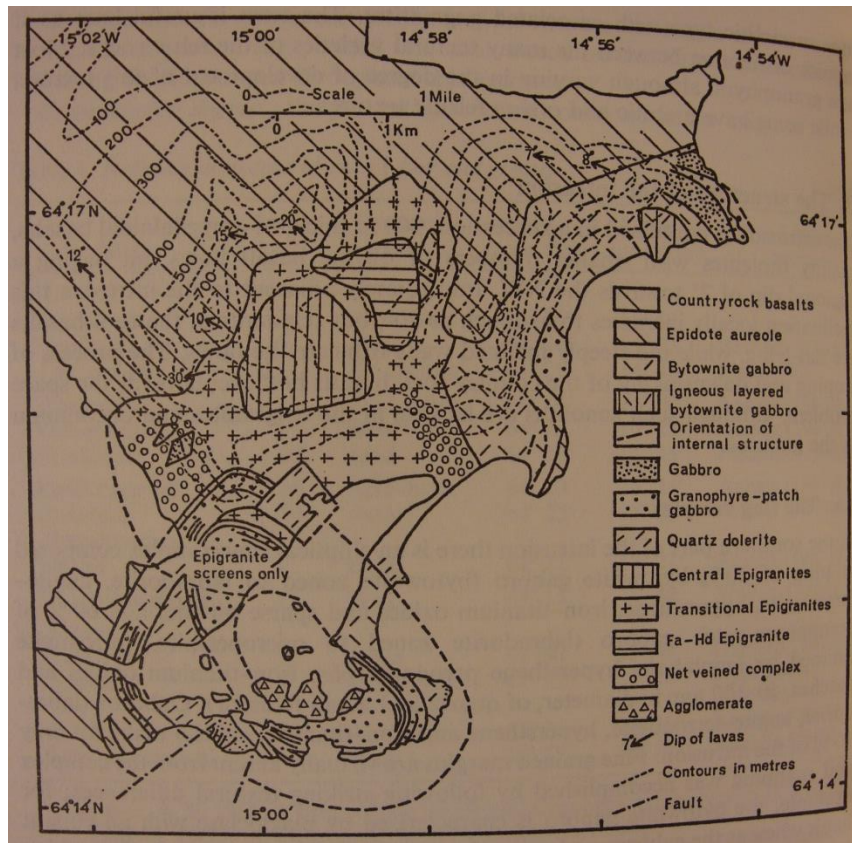 15°02 W 15°00 14°58 14°56 14°54 W
0 Scale 1 Mile
0 1 Km
100
200
300
400
500
7°
8°
20
15
12°
10
30
64°17 N
64°17'
Countryrock basalts
Epidote aureole
Bytownite gabbro
Igneous layered
bytownite gabbro
Orientation of
internal structure
Gabbro
Granophyre-patch
gabbro
Quartz dolerite
Central Epigranites
Transitional Epigranites
Fa-Hd Epigranite
Net veined complex
Agglomerate
7° Dip of lavas
Contours in metres
Fault
Epigranite
screens only
64°14 N
15°00'
64°14'